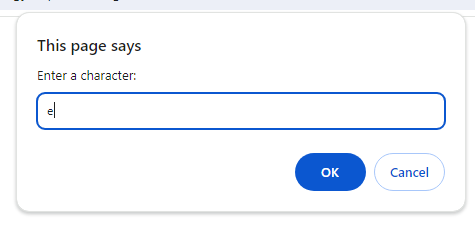 This page says
Enter a character:
e
OK
Cancel